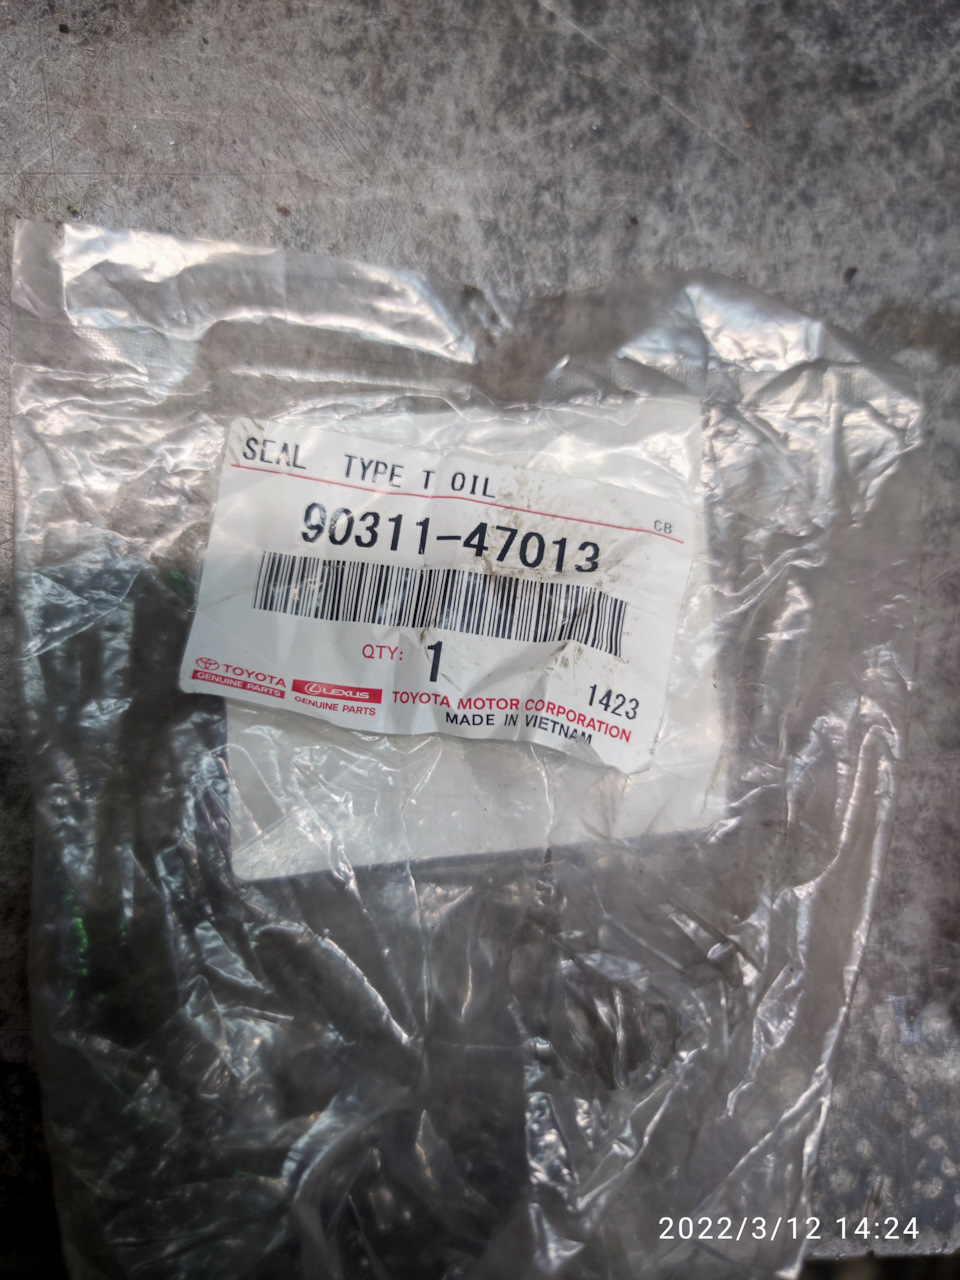 SEAL TYPE T OIL
CB
90311-47013
QTY: 1
1423
TOYOTA
GENUINE PARTS
LEXUS
GENUINE PARTS
TOYOTA MOTOR CORPORATION
MADE IN VIETNAM
2022/3/12 14:24